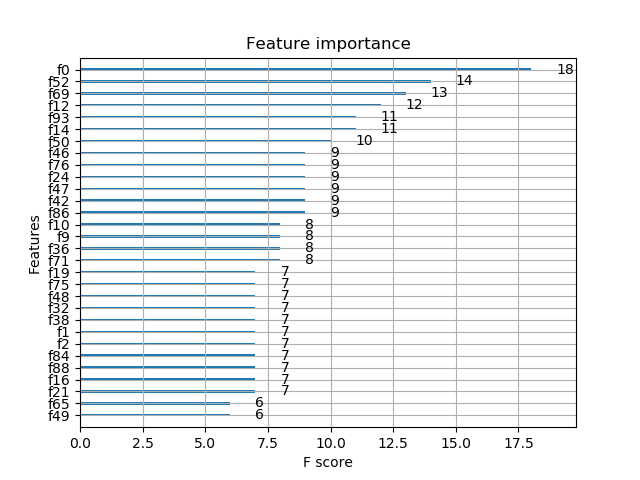 Feature importance
f0 18
f52 14
f69 13
f12 12
f93 11
f14 11
f50 10
f46 9
f76 9
f24 9
f47 9
f42 9
f86 9
f10 8
f9 8
f36 8
f71 8
f19 7
f75 7
f48 7
f32 7
f38 7
f1 7
f2 7
f84 7
f88 7
f16 7
f21 7
f65 6
f49 6
Features
0.0 2.5 5.0 7.5 10.0 12.5 15.0 17.5
F score